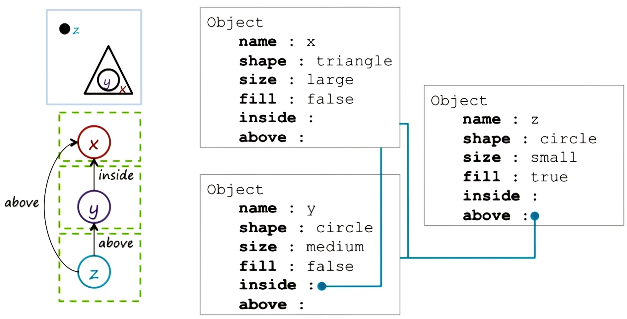 z
y
x
x
inside
above
y
above
z
Object
name : x
shape : triangle
size : large
fill : false
inside :
above :
Object
name : y
shape : circle
size : medium
fill : false
inside :
above :
Object
name : z
shape : circle
size : small
fill : true
inside :
above :